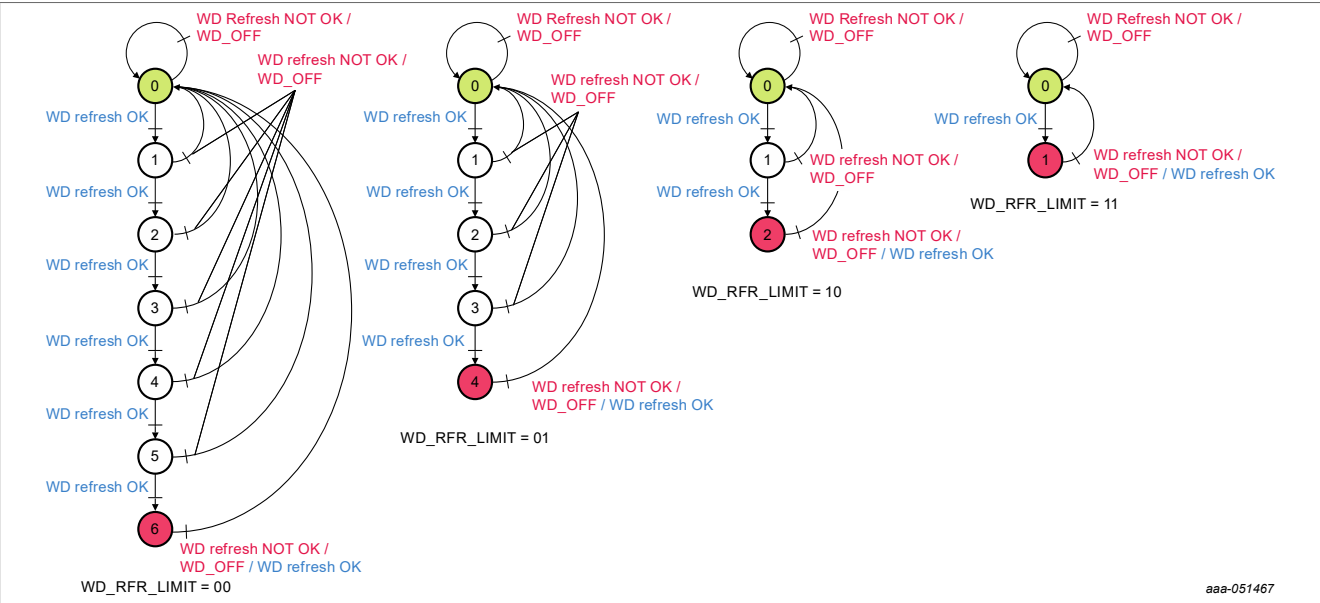 WD Refresh NOT OK /
WD_OFF
WD refresh NOT OK /
WD_OFF
0
WD refresh OK
1
WD refresh OK
2
WD refresh OK
3
WD refresh OK
4
WD refresh OK
5
WD refresh OK
6
WD refresh NOT OK /
WD_OFF / WD refresh OK
WD_RFR_LIMIT = 00
WD Refresh NOT OK /
WD_OFF
WD refresh NOT OK /
WD_OFF
0
WD refresh OK
1
WD refresh OK
2
WD refresh OK
3
WD refresh OK
4
WD refresh NOT OK /
WD_OFF / WD refresh OK
WD_RFR_LIMIT = 01
WD Refresh NOT OK /
WD_OFF
0
WD refresh OK
1
WD refresh NOT OK /
WD_OFF
WD refresh OK
2
WD refresh NOT OK /
WD_OFF / WD refresh OK
WD_RFR_LIMIT = 10
WD Refresh NOT OK /
WD_OFF
0
WD refresh OK
1
WD refresh NOT OK /
WD_OFF / WD refresh OK
WD_RFR_LIMIT = 11
aaa-051467